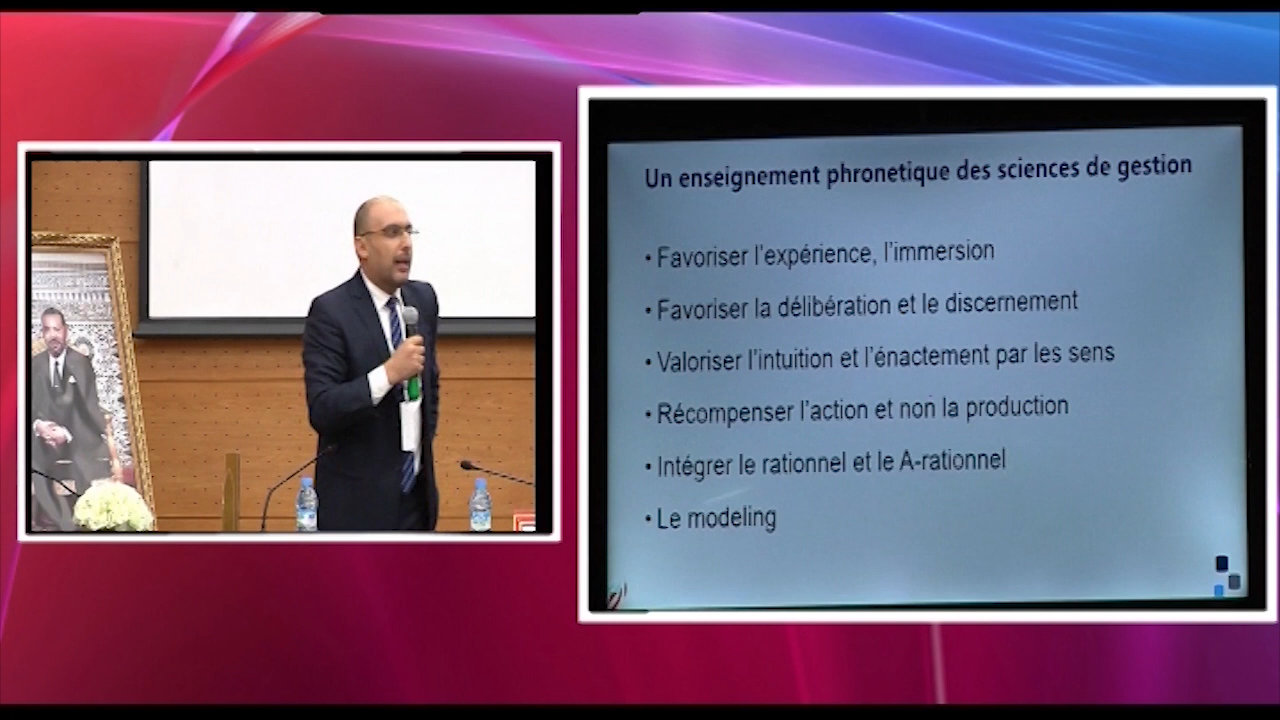 Un enseignement phronetique des sciences de gestion
• Favoriser l'expérience, l'immersion
• Favoriser la délibération et le discernement
• Valoriser l'intuition et l'énactement par les sens
• Récompenser l'action et non la production
• Intégrer le rationnel et le A-rationnel
• Le modeling